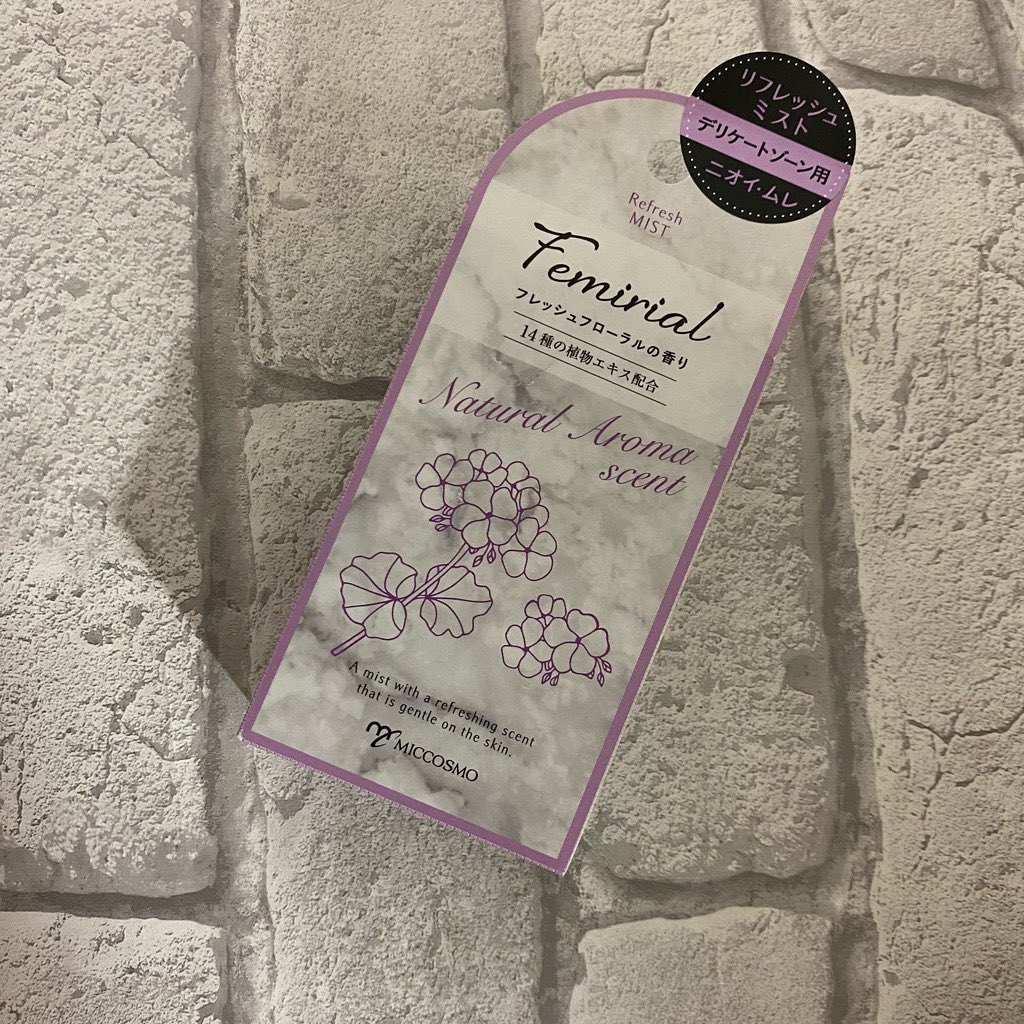 リフレッシュ
ミスト
デリケートゾーン用
ニオイ・ムレ
Refresh
MIST
Femirial
フレッシュフローラルの香り
14種の植物エキス配合
Natural Aroma
scent
A mist with a refreshing scent
that is gentle on the skin.
MICCOSMO